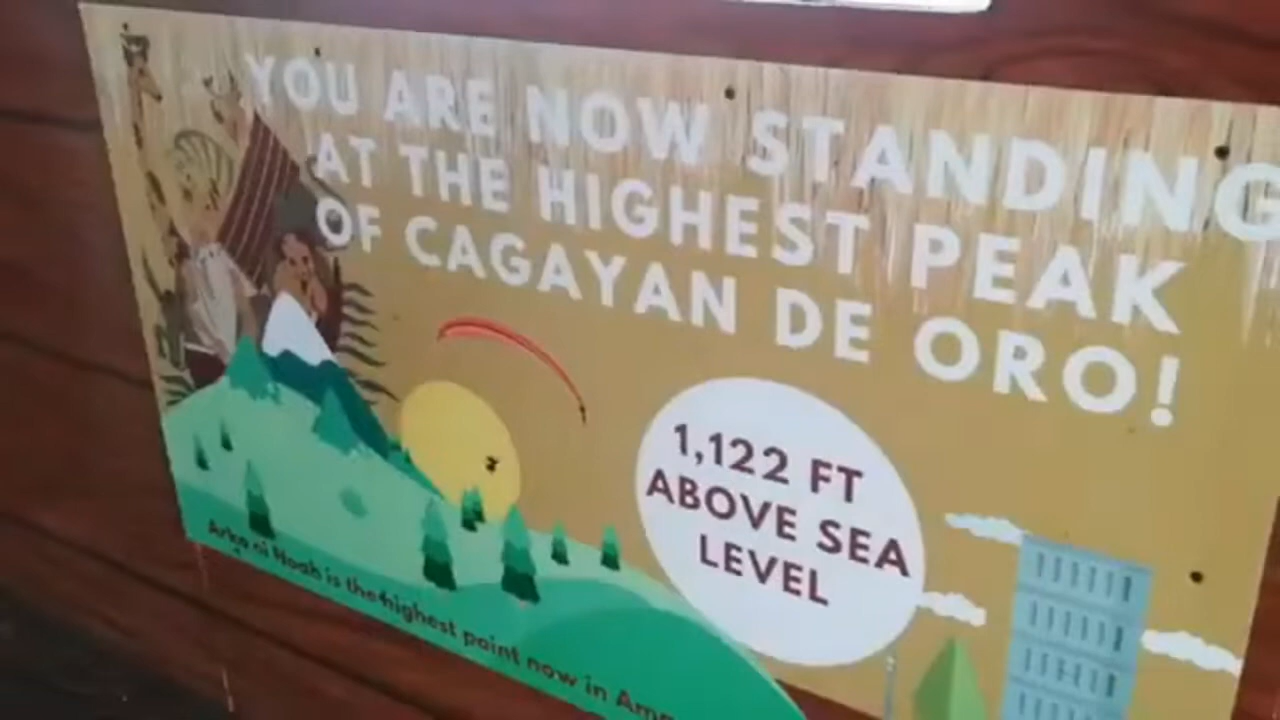 YOU ARE NOW STANDING
AT THE HIGHEST PEAK
OF CAGAYAN DE ORO!
1,122 FT
ABOVE SEA
LEVEL
Arka ni Noah is the highest point now in